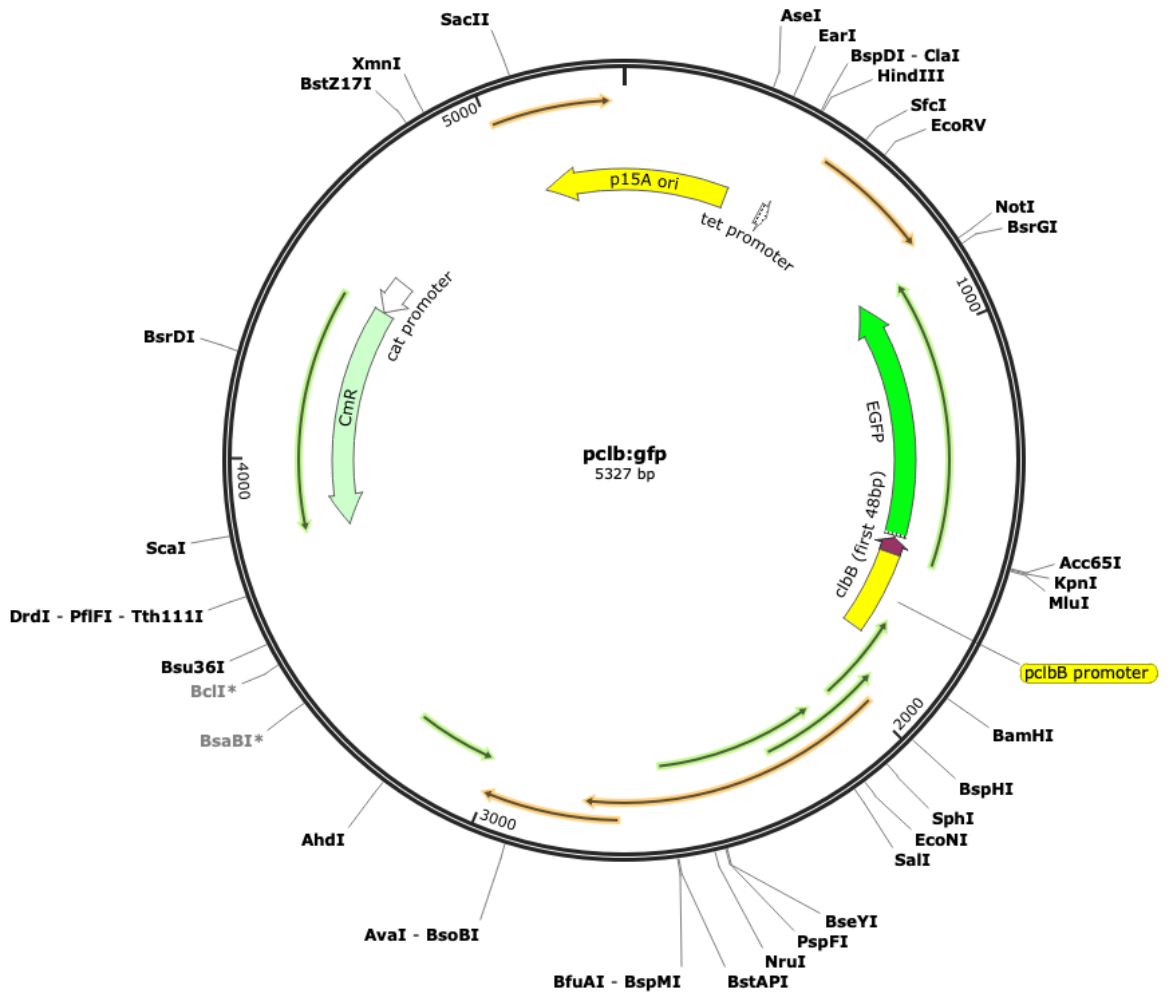 SacII
AseI
EarI
BspDI - ClaI
HindIII
SfcI
EcoRV
NotI
BsrGI
1000
XmnI
BstZ17I
5000
p15A ori
tet promoter
BsrDI
cat promoter
CmR
4000
ScaI
DrdI - PflFI - Tth111I
Bsu36I
BclI*
BsaBI*
pclb:gfp
5327 bp
EGFP
clbB (first 48bp)
Acc65I
KpnI
MluI
pclbB promoter
2000
BamHI
BspHI
SphI
EcoNI
SalI
3000
AhdI
AvaI - BsoBI
BfuAI - BspMI
BstAPI
NruI
PspFI
BseYI